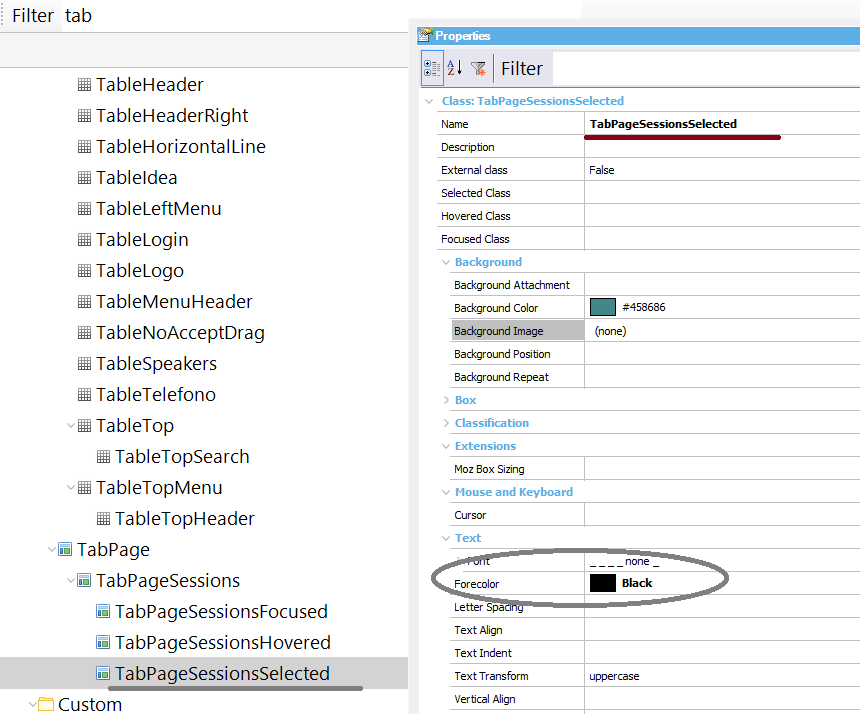 Filter tab
TableHeader
TableHeaderRight
TableHorizontalLine
TableIdea
TableLeftMenu
TableLogin
TableLogo
TableMenuHeader
TableNoAcceptDrag
TableSpeakers
TableTelefono
TableTop
TableTopSearch
TableTopMenu
TableTopHeader
TabPage
TabPageSessions
TabPageSessionsFocused
TabPageSessionsHovered
TabPageSessionsSelected
Custom
Properties
Filter
Class: TabPageSessionsSelected
Name TabPageSessionsSelected
Description
External class False
Selected Class
Hovered Class
Focused Class
Background
Background Attachment
Background Color #458686
Background Image (none)
Background Position
Background Repeat
Box
Classification
Extensions
Moz Box Sizing
Mouse and Keyboard
Cursor
Text
Font _ _ _ _ none _
Forecolor Black
Letter Spacing
Text Align
Text Indent
Text Transform uppercase
Vertical Align